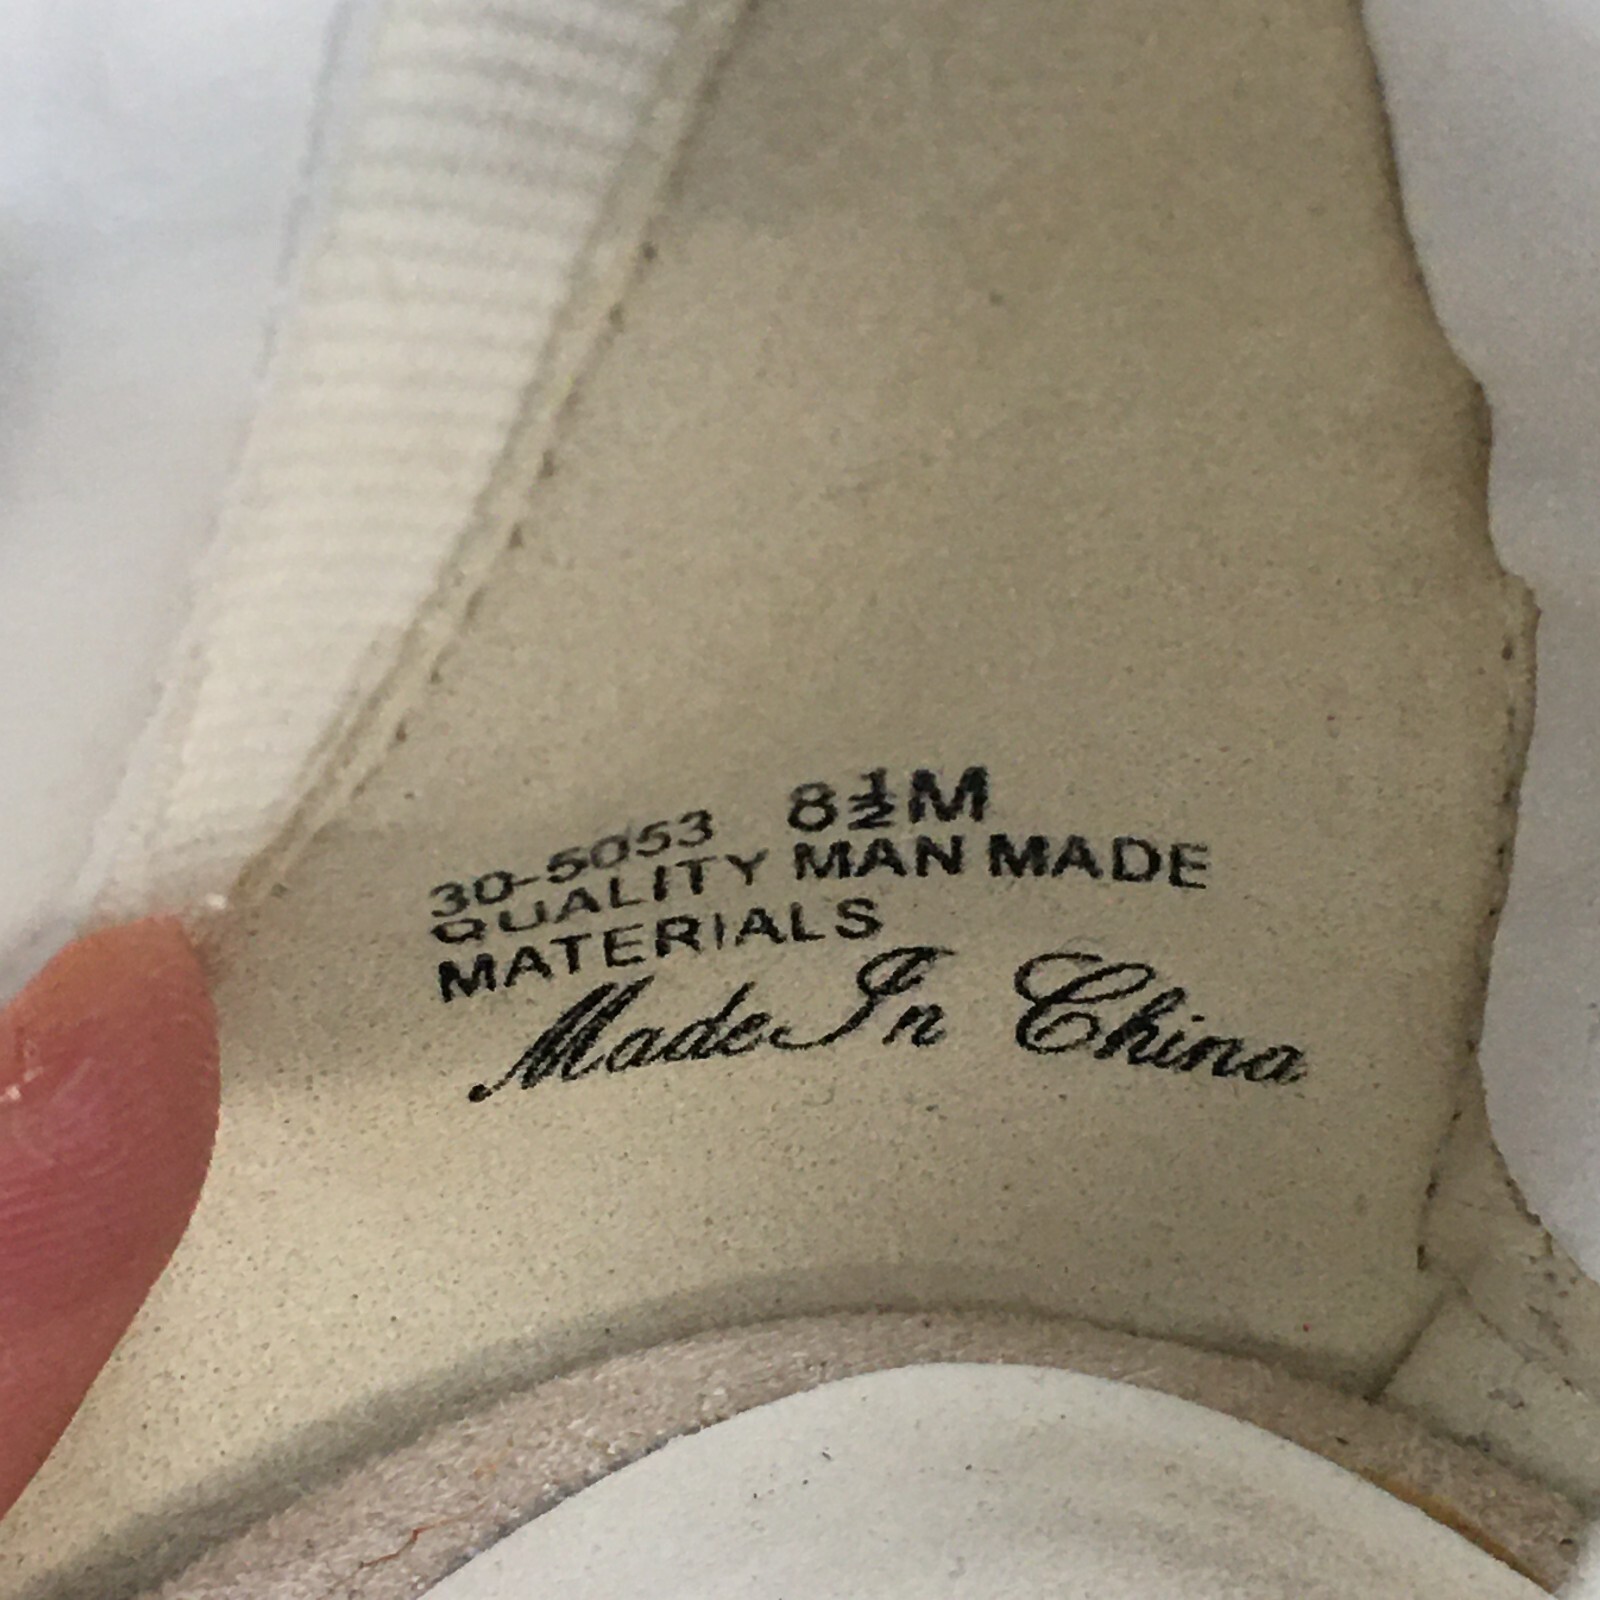 30-5053 8½M
QUALITY MAN MADE
MATERIALS
Made In China